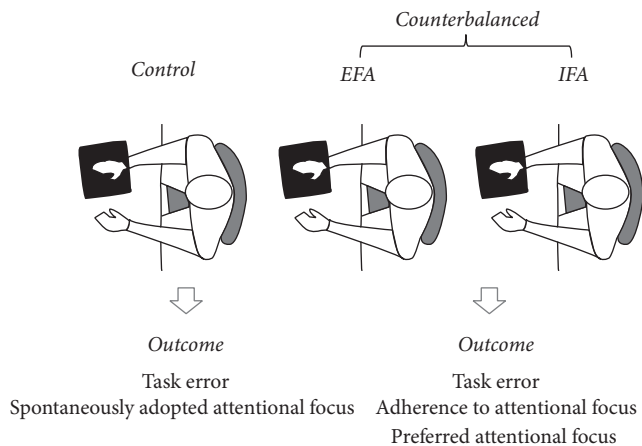 Counterbalanced
Control
EFA
IFA
Outcome
Task error
Spontaneously adopted attentional focus
Outcome
Task error
Adherence to attentional focus
Preferred attentional focus